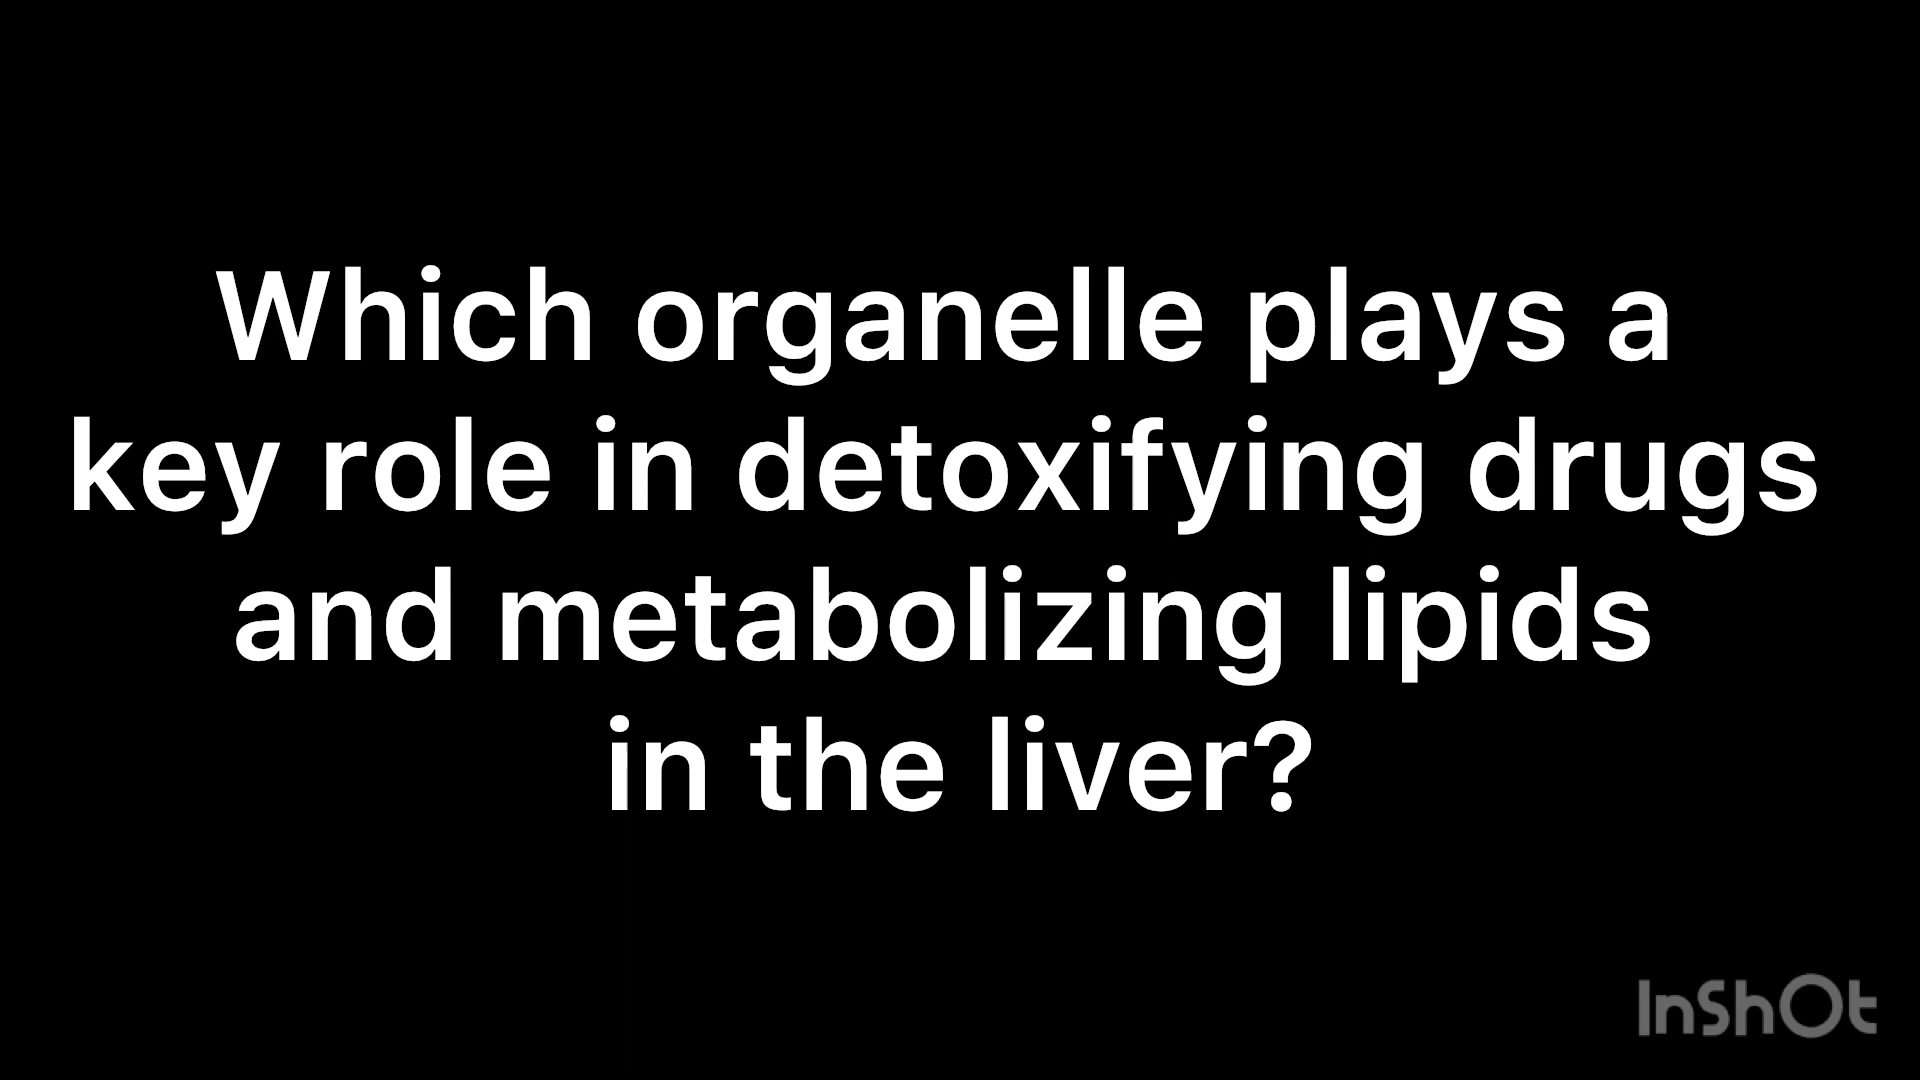 Which organelle plays a
key role in detoxifying drugs
and metabolizing lipids
in the liver?
InShOt